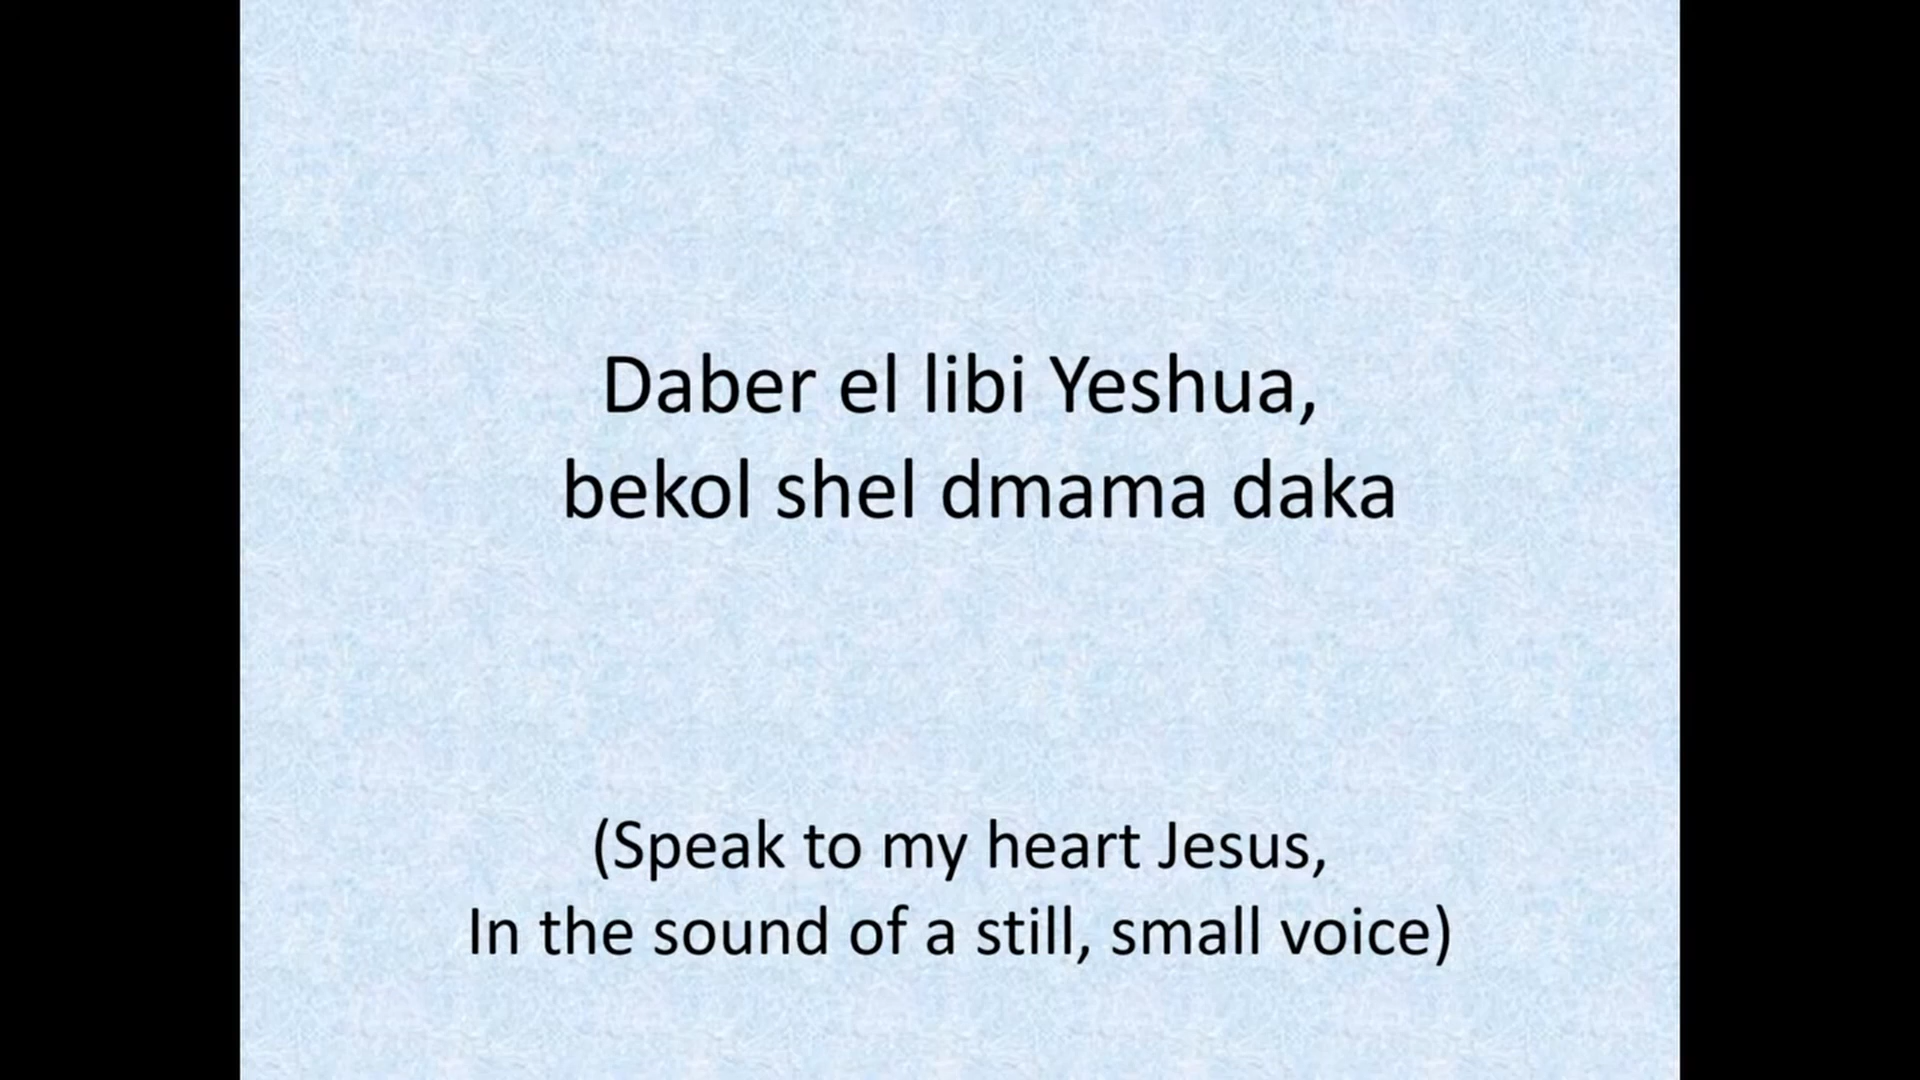 Daber el libi Yeshua,
bekol shel dmama daka
(Speak to my heart Jesus,
In the sound of a still, small voice)